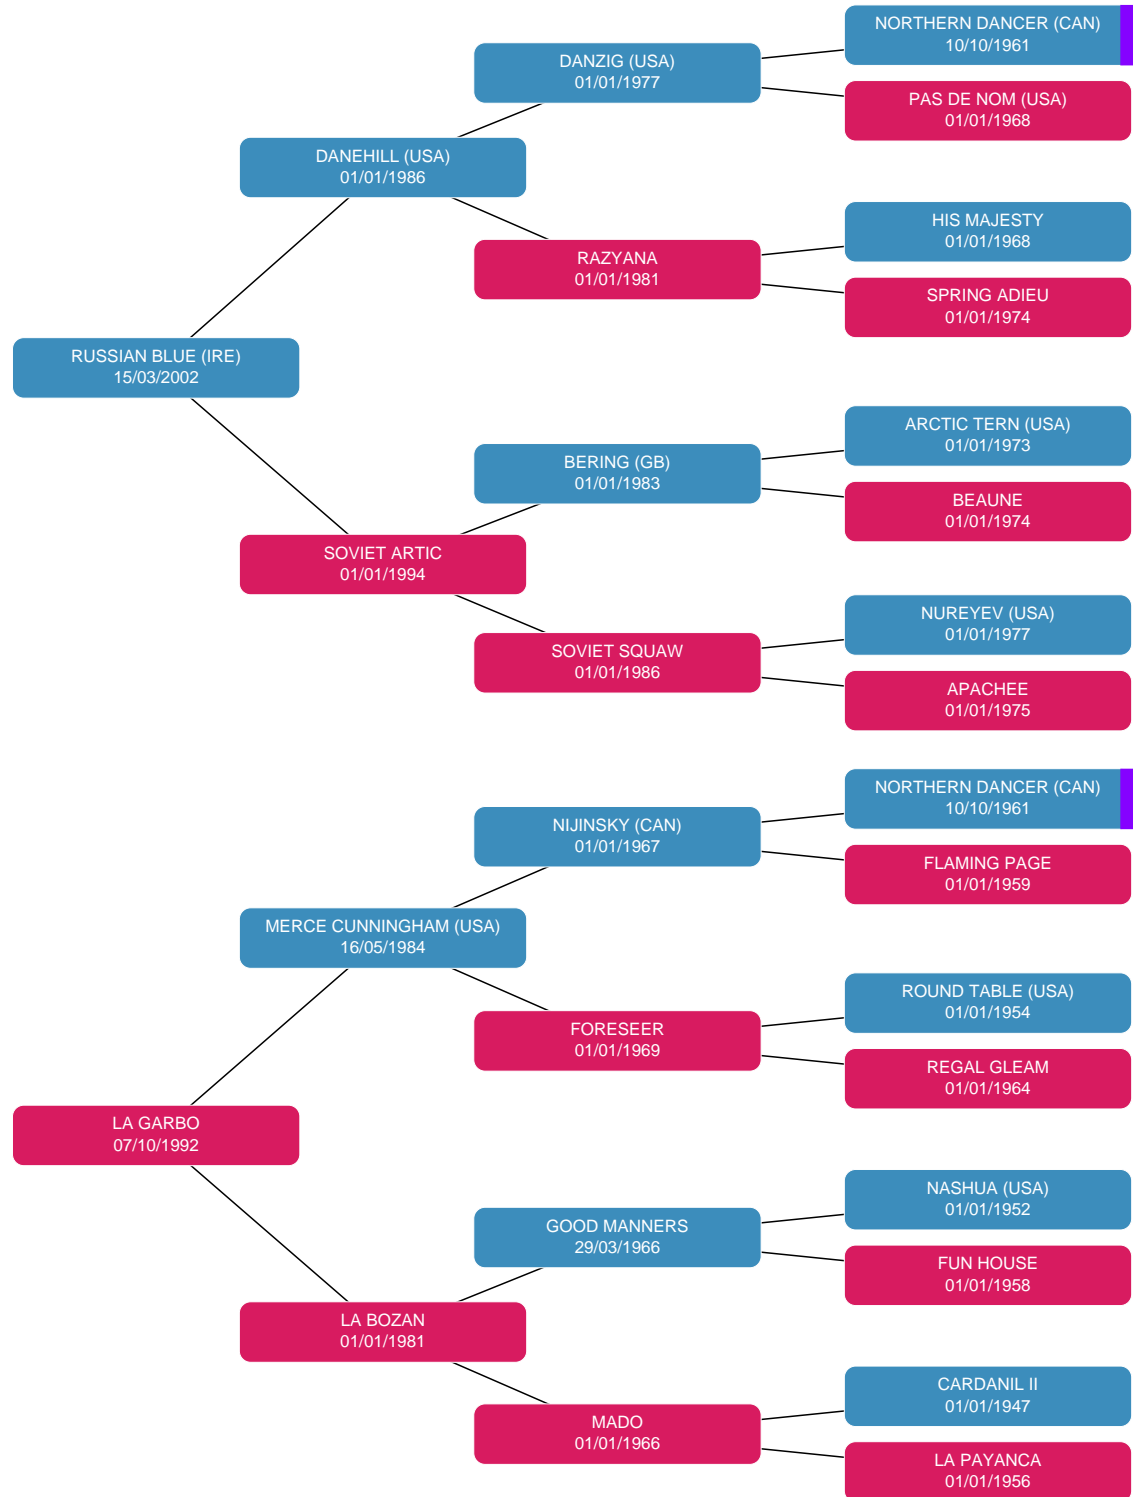 NORTHERN DANCER (CAN)
10/10/1961
DANZIG (USA)
01/01/1977
PAS DE NOM (USA)
01/01/1968
DANEHILL (USA)
01/01/1986
HIS MAJESTY
01/01/1968
RAZYANA
01/01/1981
SPRING ADIEU
01/01/1974
RUSSIAN BLUE (IRE)
15/03/2002
ARCTIC TERN (USA)
01/01/1973
BERING (GB)
01/01/1983
BEAUNE
01/01/1974
SOVIET ARTIC
01/01/1994
NUREYEV (USA)
01/01/1977
SOVIET SQUAW
01/01/1986
APACHEE
01/01/1975
NORTHERN DANCER (CAN)
10/10/1961
NIJINSKY (CAN)
01/01/1967
FLAMING PAGE
01/01/1959
MERCE CUNNINGHAM (USA)
16/05/1984
ROUND TABLE (USA)
01/01/1954
FORESEER
01/01/1969
REGAL GLEAM
01/01/1964
LA GARBO
07/10/1992
NASHUA (USA)
01/01/1952
GOOD MANNERS
29/03/1966
FUN HOUSE
01/01/1958
LA BOZAN
01/01/1981
CARDANIL II
01/01/1947
MADO
01/01/1966
LA PAYANCA
01/01/1956